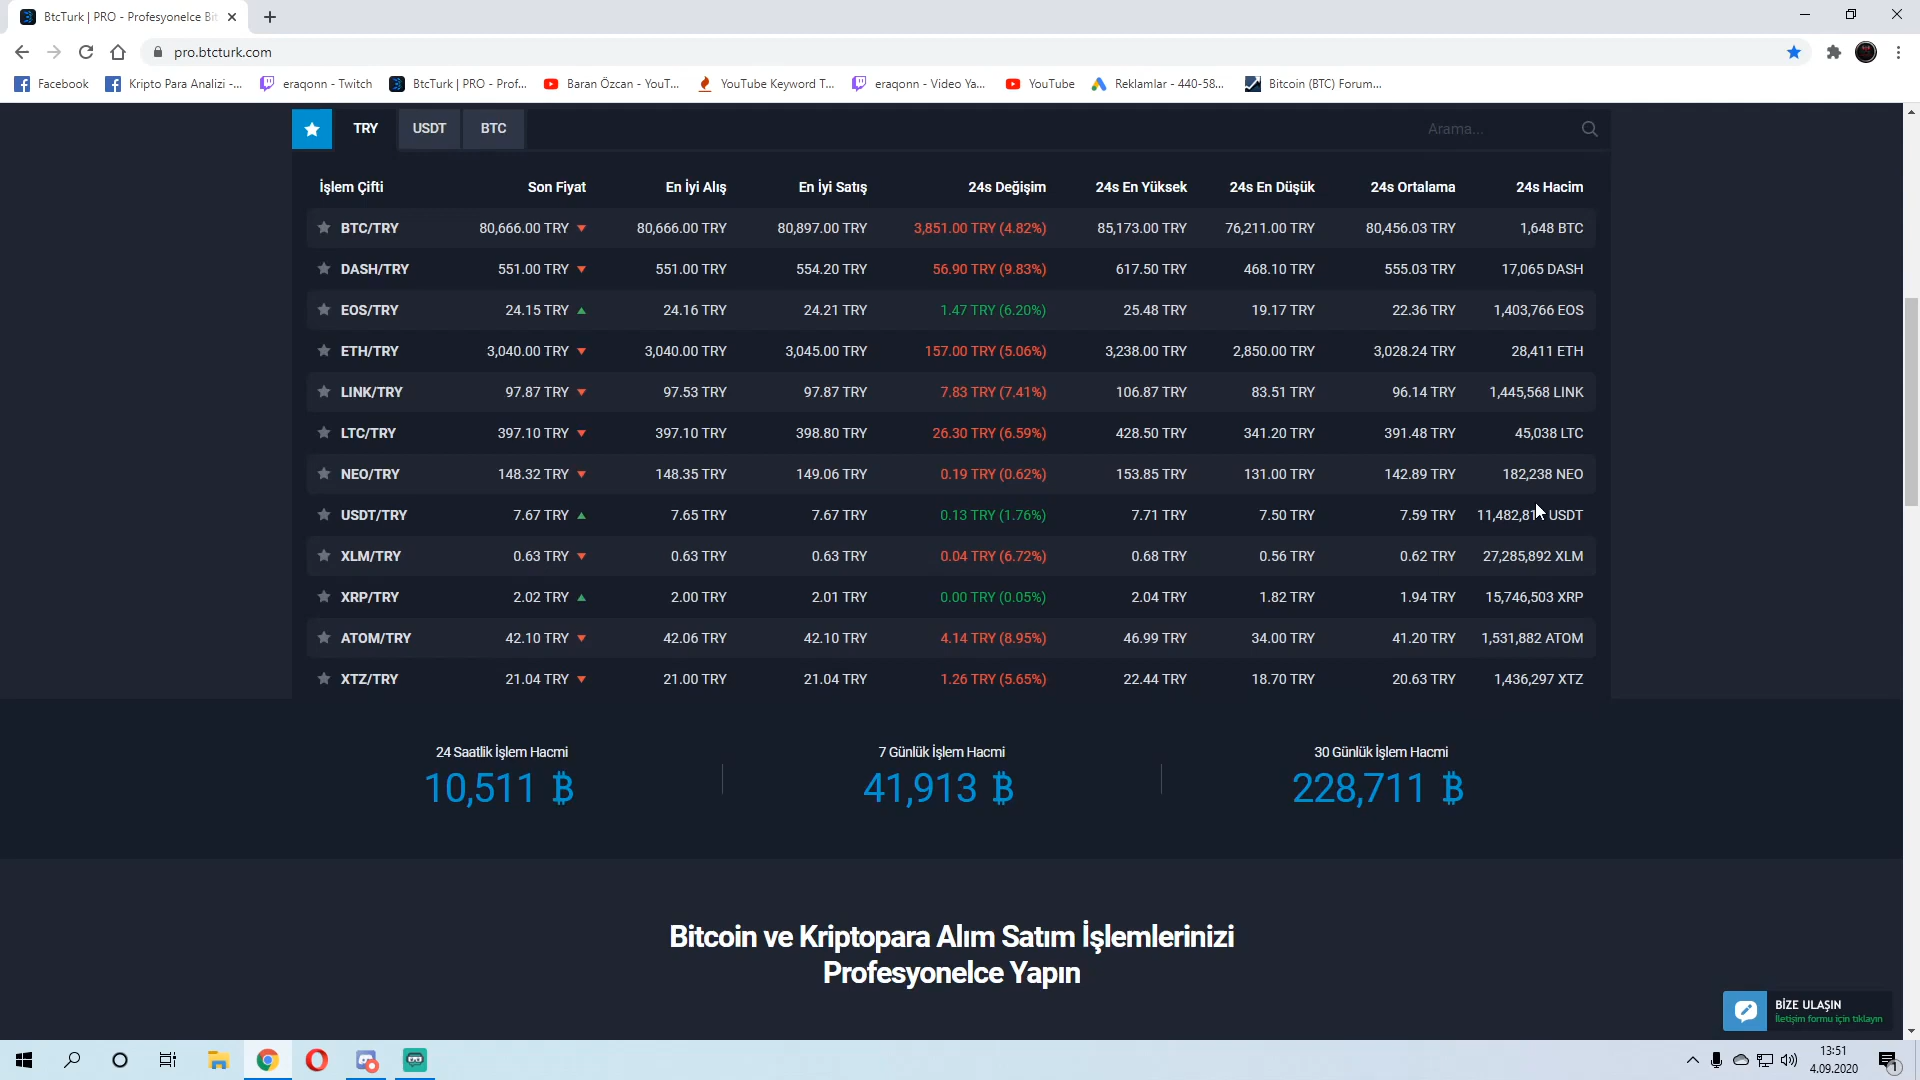 BtcTurk | PRO - Profesyonelce Bit
pro.btcturk.com
Facebook Kripto Para Analizi -... eraqonn - Twitch BtcTurk | PRO - Prof... Baran Özcan - YouT... YouTube Keyword T... eraqonn - Video Ya... YouTube Reklamlar - 440-58... Bitcoin (BTC) Forum...
TRY USDT BTC Arama...
İşlem Çifti Son Fiyat En İyi Alış En İyi Satış 24s Değişim 24s En Yüksek 24s En Düşük 24s Ortalama 24s Hacim
BTC/TRY 80,666.00 TRY 80,666.00 TRY 80,897.00 TRY 3,851.00 TRY (4.82%) 85,173.00 TRY 76,211.00 TRY 80,456.03 TRY 1,648 BTC
DASH/TRY 551.00 TRY 551.00 TRY 554.20 TRY 56.90 TRY (9.83%) 617.50 TRY 468.10 TRY 555.03 TRY 17,065 DASH
EOS/TRY 24.15 TRY 24.16 TRY 24.21 TRY 1.47 TRY (6.20%) 25.48 TRY 19.17 TRY 22.36 TRY 1,403,766 EOS
ETH/TRY 3,040.00 TRY 3,040.00 TRY 3,045.00 TRY 157.00 TRY (5.06%) 3,238.00 TRY 2,850.00 TRY 3,028.24 TRY 28,411 ETH
LINK/TRY 97.87 TRY 97.53 TRY 97.87 TRY 7.83 TRY (7.41%) 106.87 TRY 83.51 TRY 96.14 TRY 1,445,568 LINK
LTC/TRY 397.10 TRY 397.10 TRY 398.80 TRY 26.30 TRY (6.59%) 428.50 TRY 341.20 TRY 391.48 TRY 45,038 LTC
NEO/TRY 148.32 TRY 148.35 TRY 149.06 TRY 0.19 TRY (0.62%) 153.85 TRY 131.00 TRY 142.89 TRY 182,238 NEO
USDT/TRY 7.67 TRY 7.65 TRY 7.67 TRY 0.13 TRY (1.76%) 7.71 TRY 7.50 TRY 7.59 TRY USDT
XLM/TRY 0.63 TRY 0.63 TRY 0.63 TRY 0.04 TRY (6.72%) 0.68 TRY 0.56 TRY 0.62 TRY 27,285,892 XLM
XRP/TRY 2.02 TRY 2.00 TRY 2.01 TRY 0.00 TRY (0.05%) 2.04 TRY 1.82 TRY 1.94 TRY 15,746,503 XRP
ATOM/TRY 42.10 TRY 42.06 TRY 42.10 TRY 4.14 TRY (8.95%) 46.99 TRY 34.00 TRY 41.20 TRY 1,531,882 ATOM
XTZ/TRY 21.04 TRY 21.00 TRY 21.04 TRY 1.26 TRY (5.65%) 22.44 TRY 18.70 TRY 20.63 TRY 1,436,297 XTZ
24 Saatlik İşlem Hacmi 7 Günlük İşlem Hacmi 30 Günlük İşlem Hacmi
10,511 ₿ 41,913 ₿ 228,711 ₿
Bitcoin ve Kriptopara Alım Satım İşlemlerinizi
Profesyonelce Yapın
BİZE ULAŞIN
İletişim formu için tıklayın
13:51
4.09.2020
1